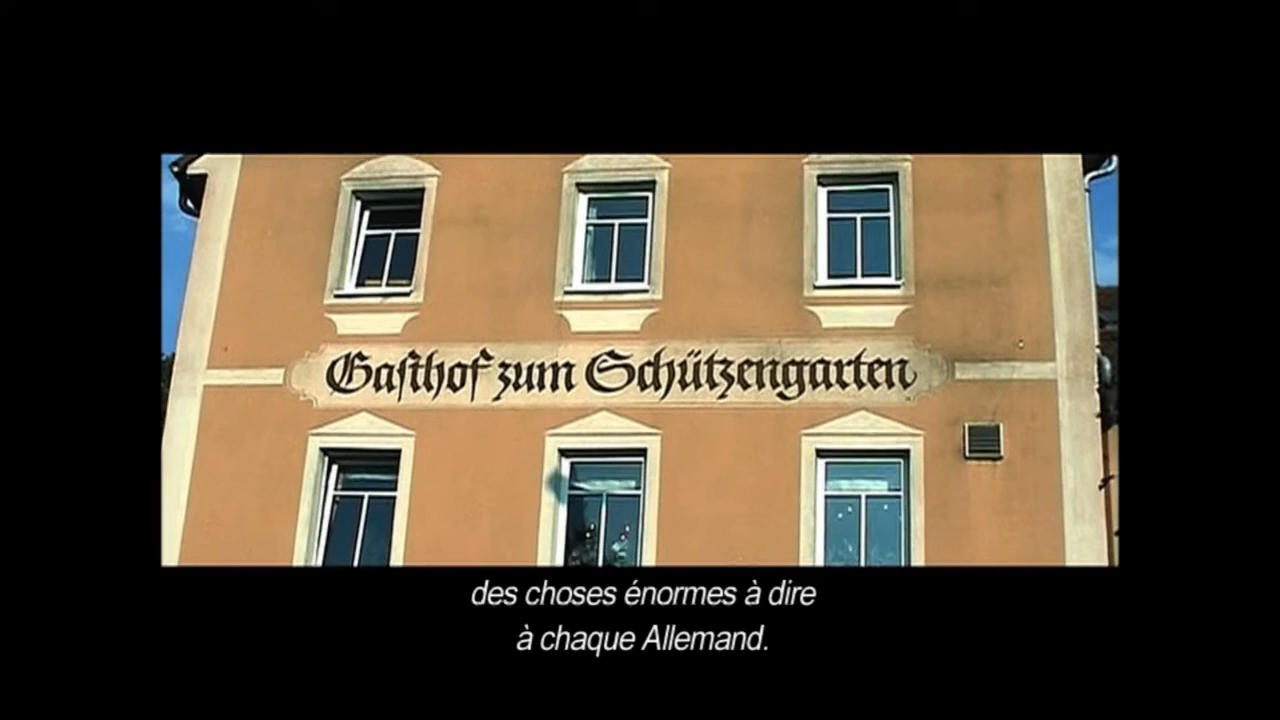 Gasthof zum Schützengarten
des choses énormes à dire
à chaque Allemand.